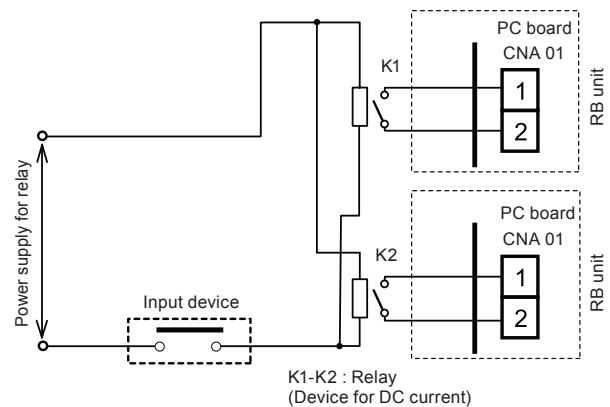 PC board
CNA 01
K1
1
2
RB unit
Power supply for relay
PC board
CNA 01
K2
1
2
RB unit
Input device
K1-K2 : Relay
(Device for DC current)